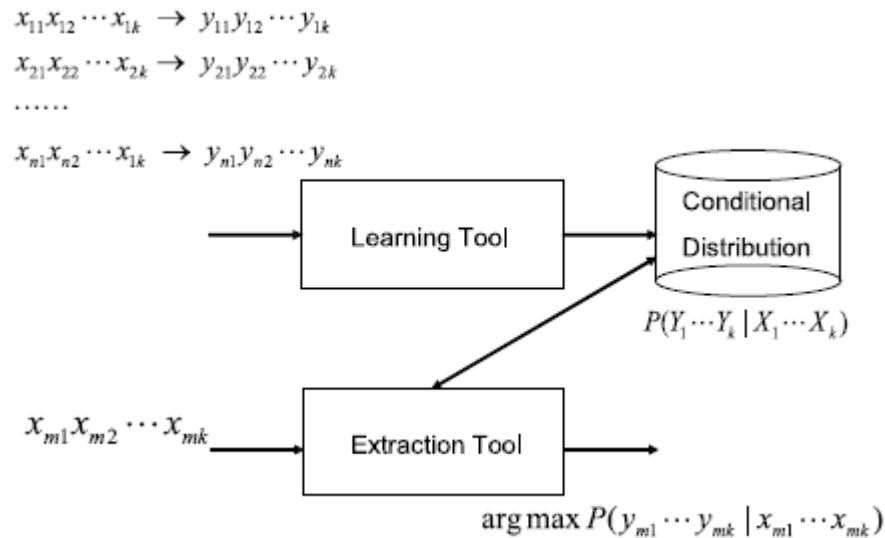 x₁₁x₁₂⋯x₁ₖ → y₁₁y₁₂⋯y₁ₖ
x₂₁x₂₂⋯x₂ₖ → y₂₁y₂₂⋯y₂ₖ
⋯⋯
xₙ₁xₙ₂⋯x₁ₖ → yₙ₁yₙ₂⋯yₙₖ
Conditional
Learning Tool
Distribution
P(Y₁⋯Yₖ | X₁⋯Xₖ)
xₘ₁xₘ₂⋯xₘₖ
Extraction Tool
arg max P(yₘ₁⋯yₘₖ | xₘ₁⋯xₘₖ)